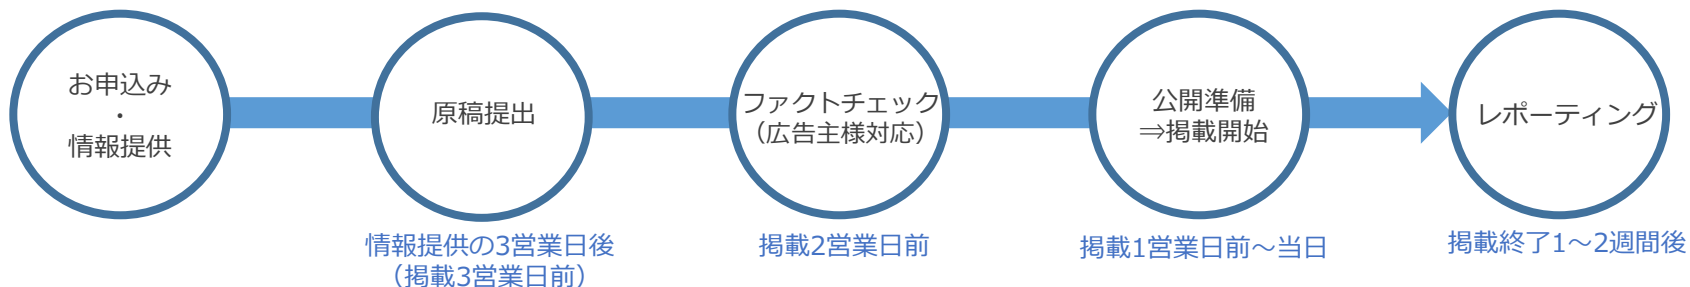 お申込み
・
情報提供
原稿提出
ファクトチェック
（広告主様対応）
公開準備
⇒掲載開始
レポーティング
情報提供の3営業日後
（掲載3営業日前）
掲載2営業日前
掲載1営業日前～当日
掲載終了1～2週間後